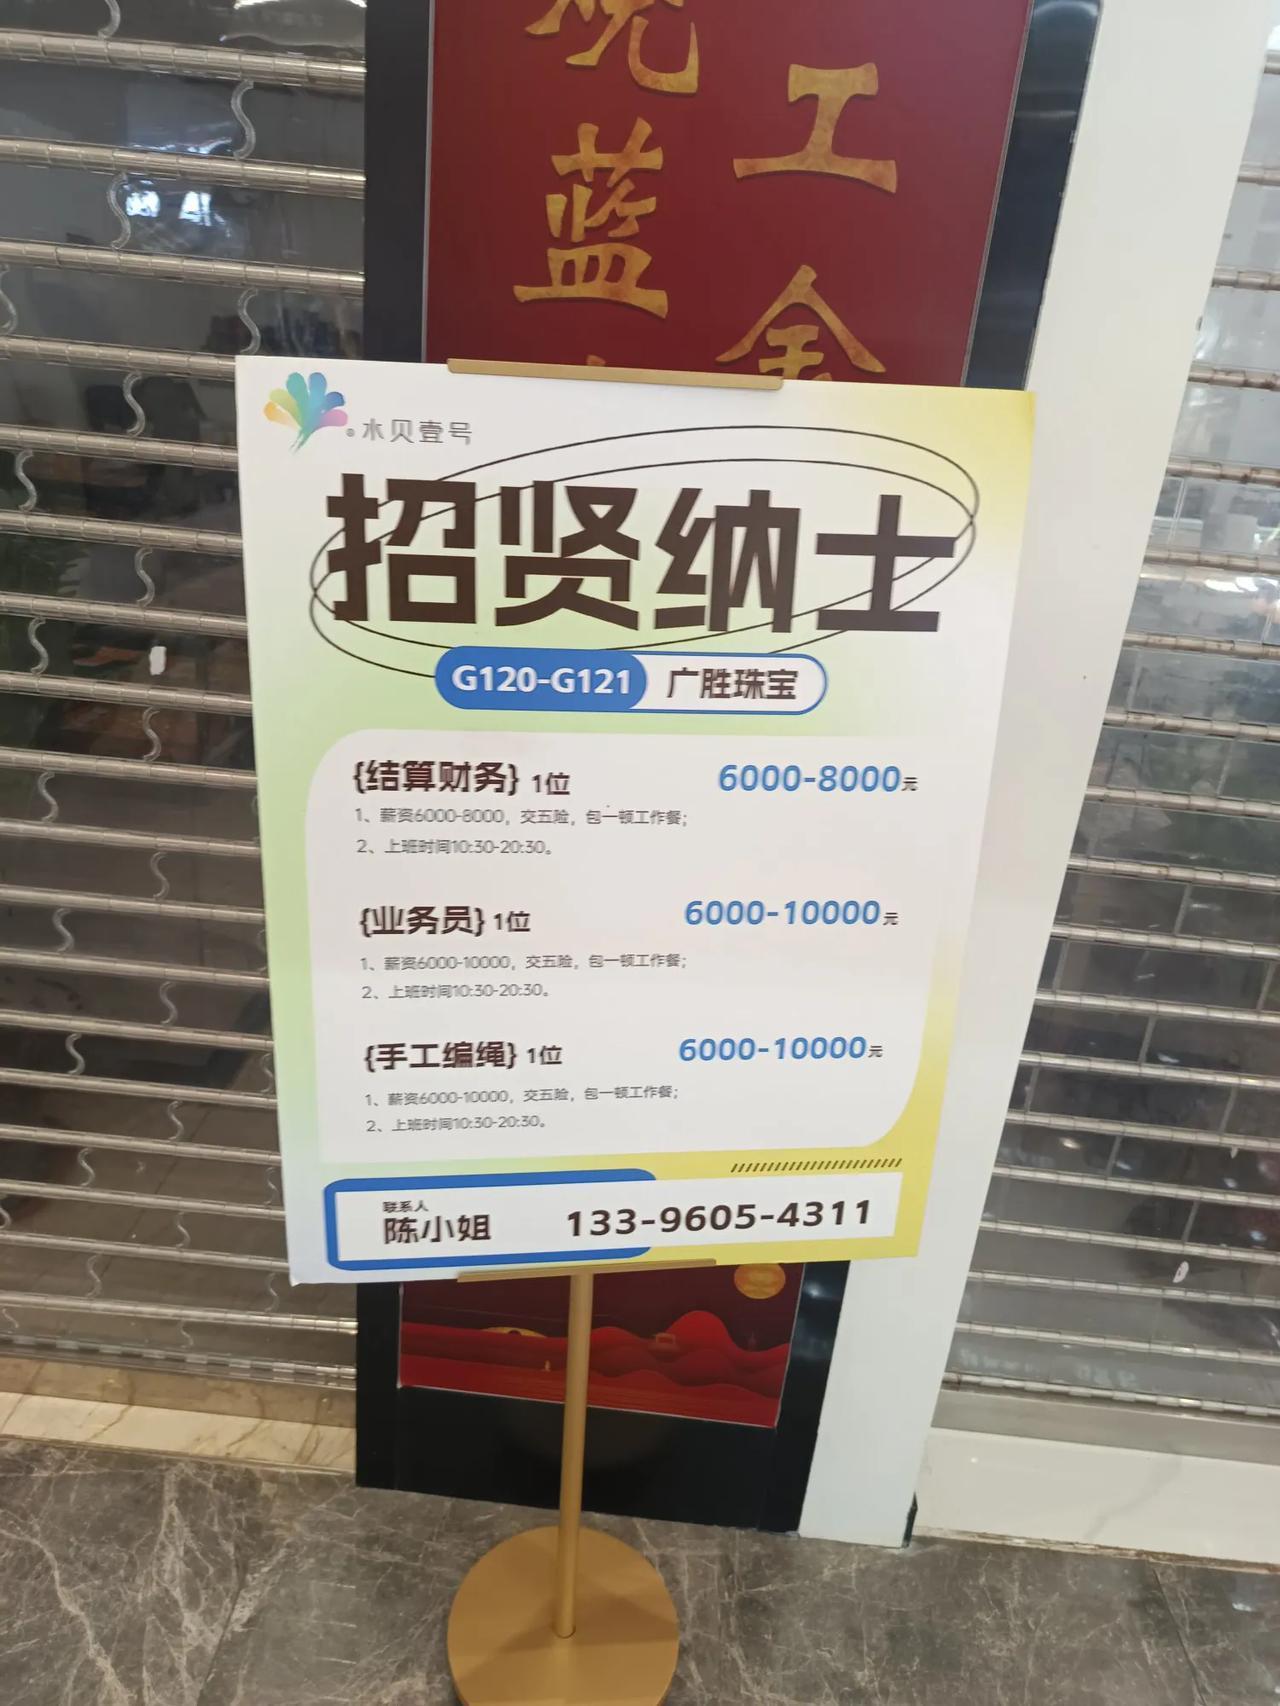 工
金
蓝
水贝壹号
招贤纳士
G120-G121 广胜珠宝
{结算财务} 1位 6000-8000元
1、薪资6000-8000，交五险，包一顿工作餐；
2、上班时间10:30-20:30。
{业务员} 1位 6000-10000元
1、薪资6000-10000，交五险，包一顿工作餐；
2、上班时间10:30-20:30。
{手工编绳} 1位 6000-10000元
1、薪资6000-10000，交五险，包一顿工作餐；
2、上班时间10:30-20:30。
联系人
陈小姐 133-9605-4311